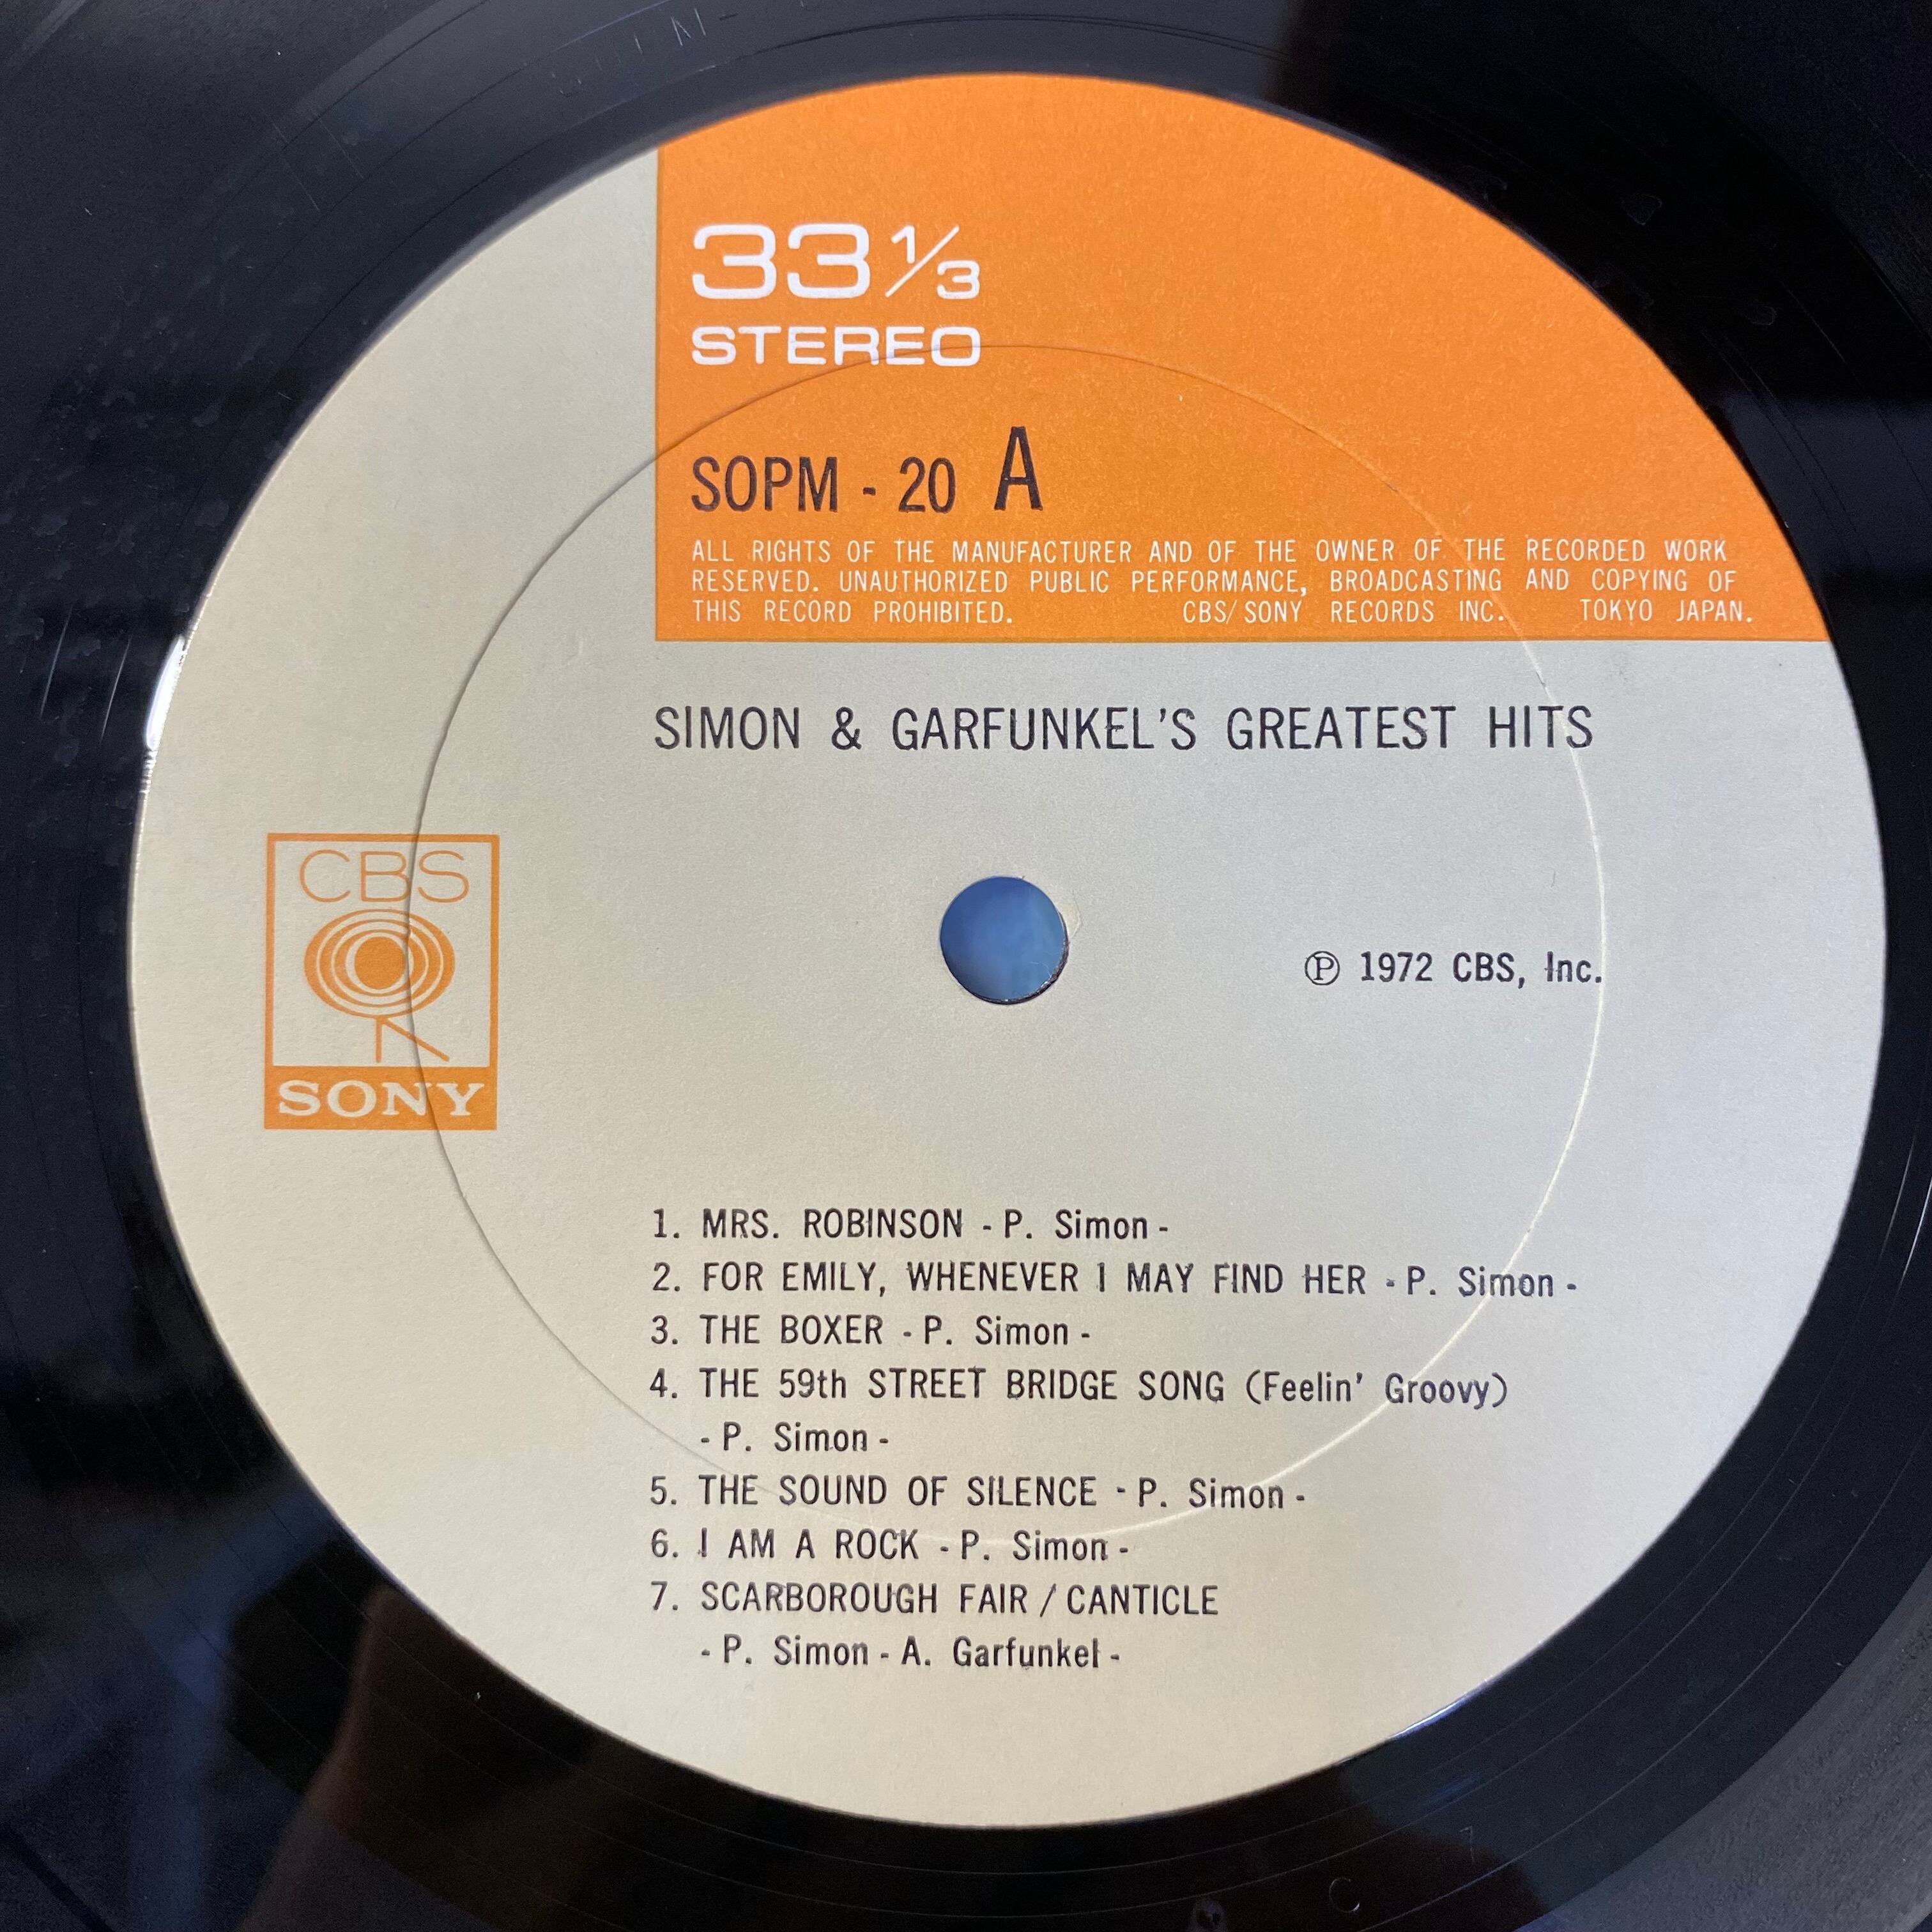 33 1/3
STEREO
SOPM - 20 A
ALL RIGHTS OF THE MANUFACTURER AND OF THE OWNER OF THE RECORDED WORK
RESERVED. UNAUTHORIZED PUBLIC PERFORMANCE, BROADCASTING AND COPYING OF
THIS RECORD PROHIBITED. CBS/SONY RECORDS INC. TOKYO JAPAN.
SIMON & GARFUNKEL'S GREATEST HITS
CBS
SONY
℗ 1972 CBS, Inc.
1. MRS. ROBINSON - P. Simon -
2. FOR EMILY, WHENEVER I MAY FIND HER - P. Simon -
3. THE BOXER - P. Simon -
4. THE 59th STREET BRIDGE SONG (Feelin' Groovy)
- P. Simon -
5. THE SOUND OF SILENCE - P. Simon -
6. I AM A ROCK - P. Simon -
7. SCARBOROUGH FAIR / CANTICLE
- P. Simon - A. Garfunkel -